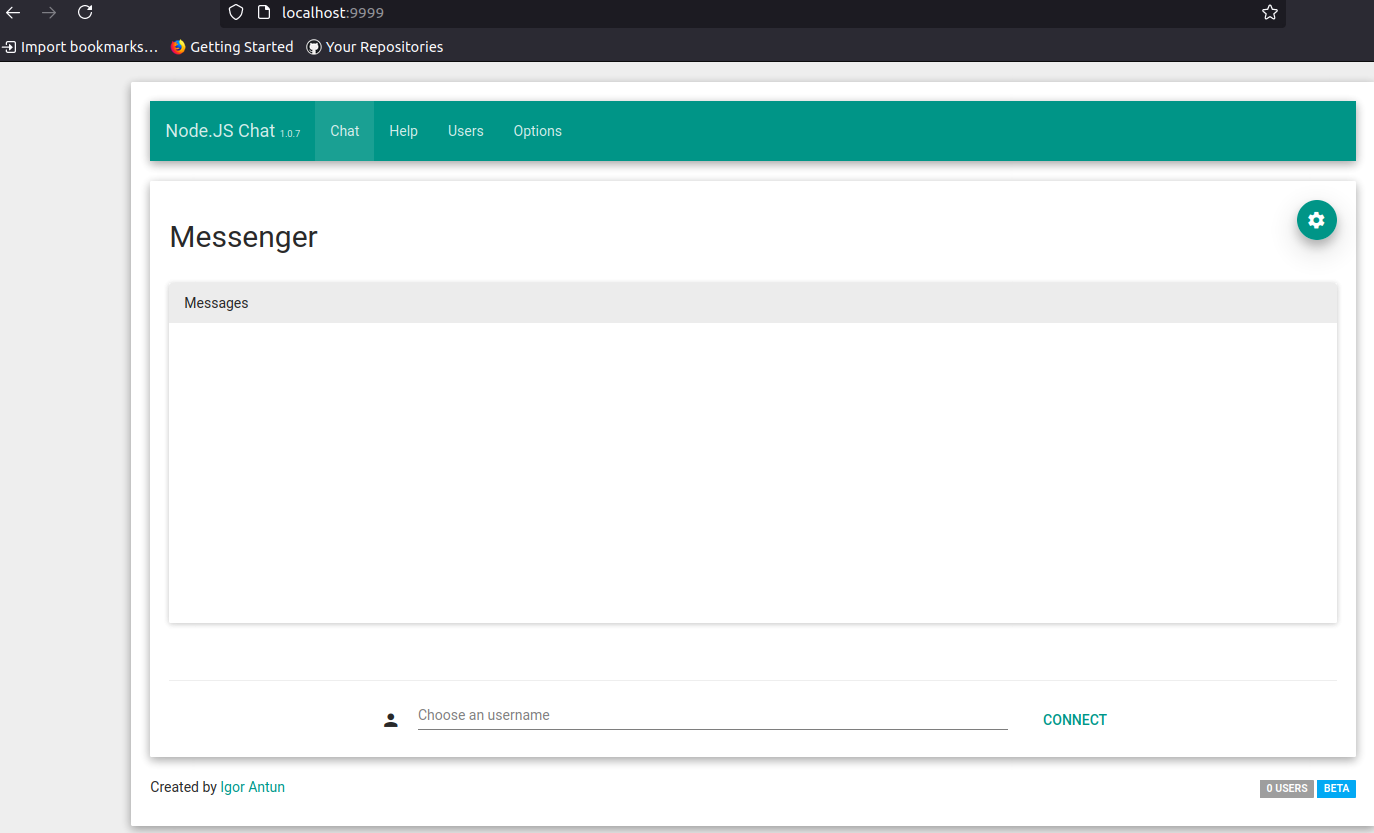 localhost:9999
Import bookmarks… Getting Started Your Repositories
Node.JS Chat 1.0.7 Chat Help Users Options
Messenger
Messages
Choose an username CONNECT
Created by Igor Antun 0 USERS BETA